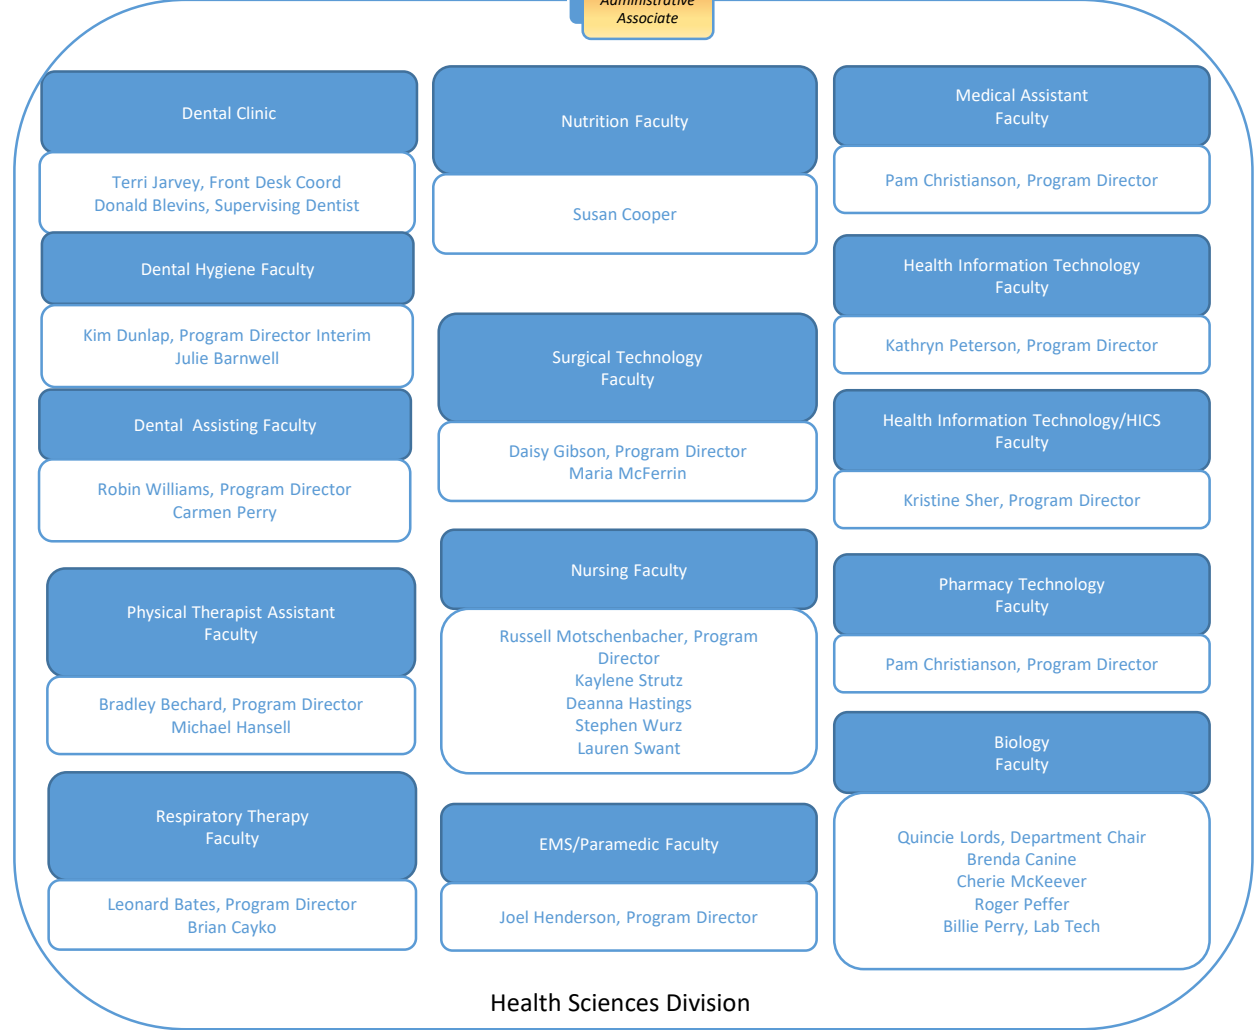 Administrative
Associate
Dental Clinic
Terri Jarvey, Front Desk Coord
Donald Blevins, Supervising Dentist
Dental Hygiene Faculty
Kim Dunlap, Program Director Interim
Julie Barnwell
Dental Assisting Faculty
Robin Williams, Program Director
Carmen Perry
Physical Therapist Assistant
Faculty
Bradley Bechard, Program Director
Michael Hansell
Respiratory Therapy
Faculty
Leonard Bates, Program Director
Brian Cayko
Nutrition Faculty
Susan Cooper
Surgical Technology
Faculty
Daisy Gibson, Program Director
Maria McFerrin
Nursing Faculty
Russell Motschenbacher, Program
Director
Kaylene Strutz
Deanna Hastings
Stephen Wurz
Lauren Swant
EMS/Paramedic Faculty
Joel Henderson, Program Director
Medical Assistant
Faculty
Pam Christianson, Program Director
Health Information Technology
Faculty
Kathryn Peterson, Program Director
Health Information Technology/HICS
Faculty
Kristine Sher, Program Director
Pharmacy Technology
Faculty
Pam Christianson, Program Director
Biology
Faculty
Quincie Lords, Department Chair
Brenda Canine
Cherie McKeever
Roger Peffer
Billie Perry, Lab Tech
Health Sciences Division